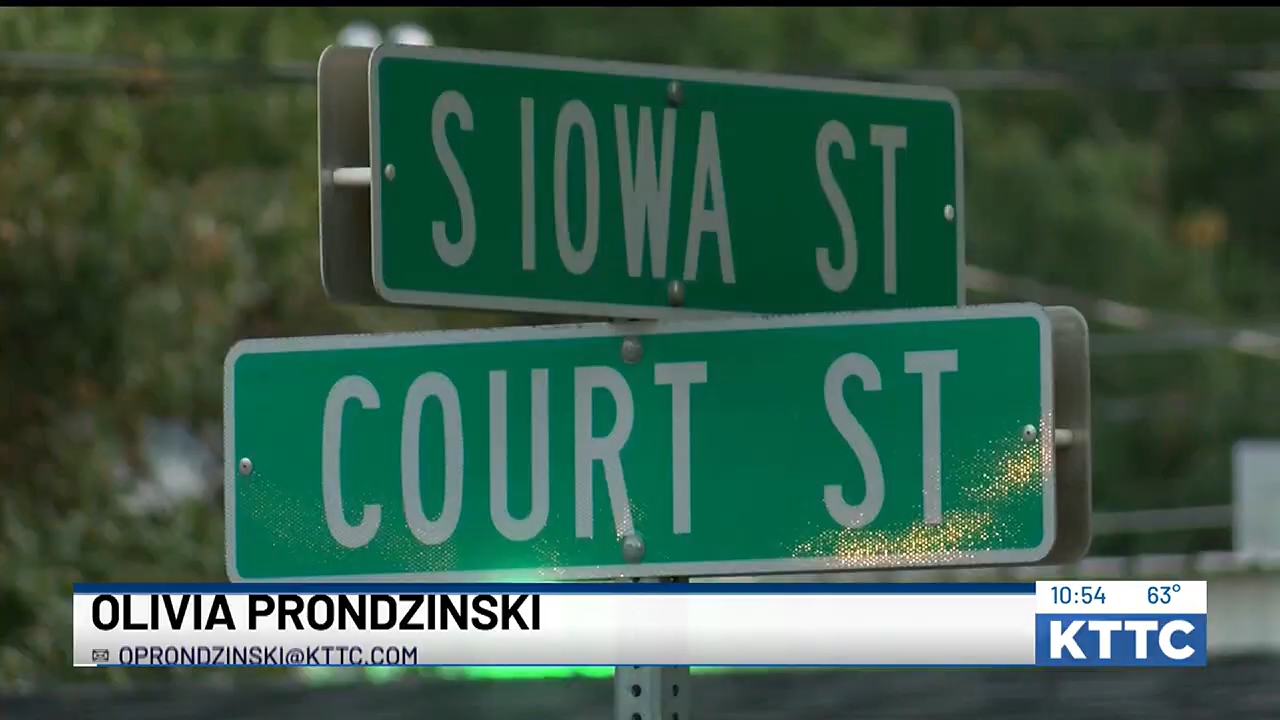 S IOWA ST
COURT ST
OLIVIA PRONDZINSKI
OPRONDZINSKI@KTTC.COM
10:54 63°
KTTC